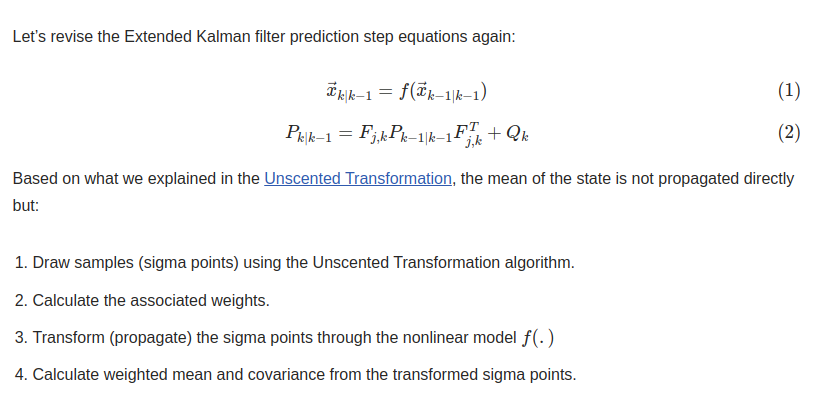 Let’s revise the Extended Kalman filter prediction step equations again:
$\vec{x}_{k|k-1} = f(\vec{x}_{k-1|k-1})$ (1)
$P_{k|k-1} = F_{j,k}P_{k-1|k-1}F_{j,k}^T + Q_k$ (2)
Based on what we explained in the Unscented Transformation, the mean of the state is not propagated directly
but:
1. Draw samples (sigma points) using the Unscented Transformation algorithm.
2. Calculate the associated weights.
3. Transform (propagate) the sigma points through the nonlinear model $f(.)$
4. Calculate weighted mean and covariance from the transformed sigma points.